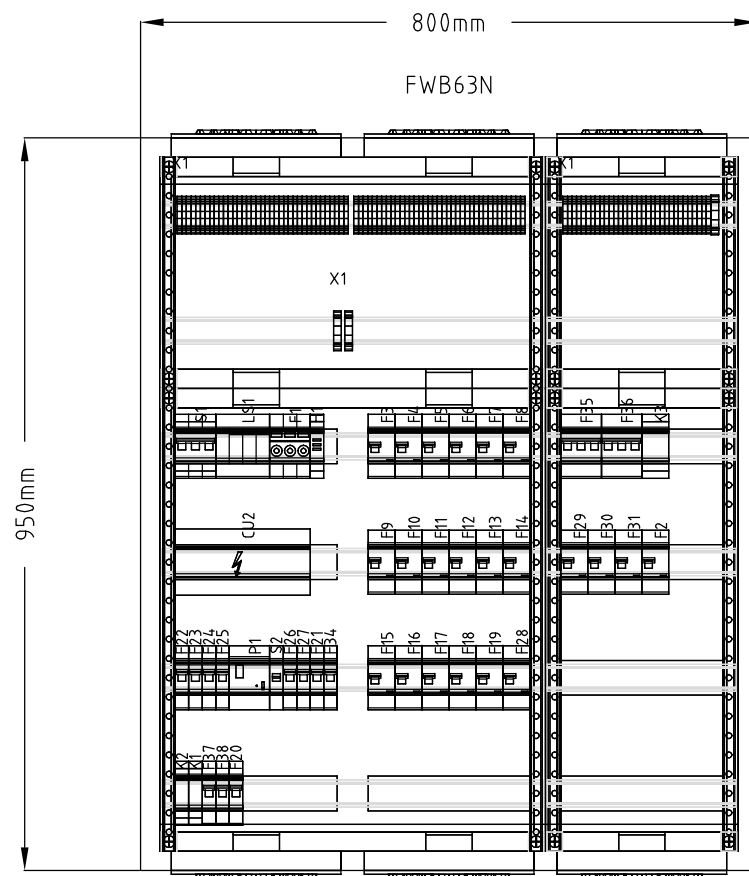 800mm
FWB63N
950mm
X1 X1
X1
S1 LS1 F1 F3 F4 F5 F6 F7 F8 F35 F36 K3
CU2 F9 F10 F11 F12 F13 F14 F29 F30 F31 F2
F22 F23 F24 F25 P1 S2 F26 F27 F21 F15 F16 F17 F18 F19 F28
K2 K1 F37 F38 F20